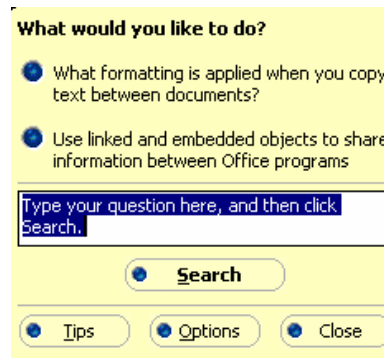 What would you like to do?
What formatting is applied when you copy
text between documents?
Use linked and embedded objects to share
information between Office programs
Type your question here, and then click
Search.
Search
Tips
Options
Close